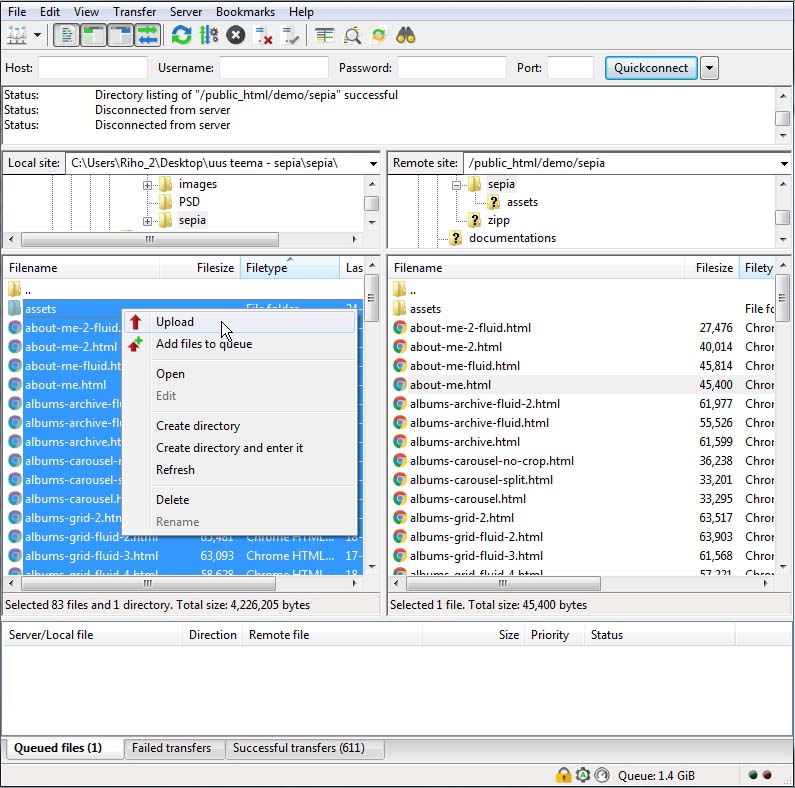 File Edit View Transfer Server Bookmarks Help
Host: Username: Password: Port: Quickconnect
Status: Directory listing of "/public_html/demo/sepia" successful
Status: Disconnected from server
Status: Disconnected from server
Local site: C:\Users\Riho_2\Desktop\uus teema - sepia\sepia\
images
PSD
sepia
Remote site: /public_html/demo/sepia
sepia
assets
zipp
documentations
Filename Filesize Filetype Las
..
assets File folder 24-
about-me-2-fluid.
about-me-2.html
about-me-fluid.ht
about-me.html
albums-archive-flu
albums-archive-flu
albums-archive.ht
albums-carousel-n
albums-carousel-s
albums-carousel.h
albums-grid-2.htm
albums-grid-fluid-2.html 63,481 Chrome HTML... 18-
albums-grid-fluid-3.html 63,093 Chrome HTML... 17-
albums-grid-fluid-4.html 58,628 Chrome HTML... 18-
Upload
Add files to queue
Open
Edit
Create directory
Create directory and enter it
Refresh
Delete
Rename
Selected 83 files and 1 directory. Total size: 4,226,205 bytes
Filename Filesize Filety
..
assets File fo
about-me-2-fluid.html 27,476 Chror
about-me-2.html 40,014 Chror
about-me-fluid.html 45,814 Chror
about-me.html 45,400 Chror
albums-archive-fluid-2.html 61,977 Chror
albums-archive-fluid.html 55,526 Chror
albums-archive.html 61,599 Chror
albums-carousel-no-crop.html 36,238 Chror
albums-carousel-split.html 33,201 Chror
albums-carousel.html 33,295 Chror
albums-grid-2.html 63,517 Chror
albums-grid-fluid-2.html 63,903 Chror
albums-grid-fluid-3.html 61,568 Chror
albums-grid-fluid-4.html 57,221 Chror
Selected 1 file. Total size: 45,400 bytes
Server/Local file Direction Remote file Size Priority Status
Queued files (1) Failed transfers Successful transfers (611)
Queue: 1.4 GiB